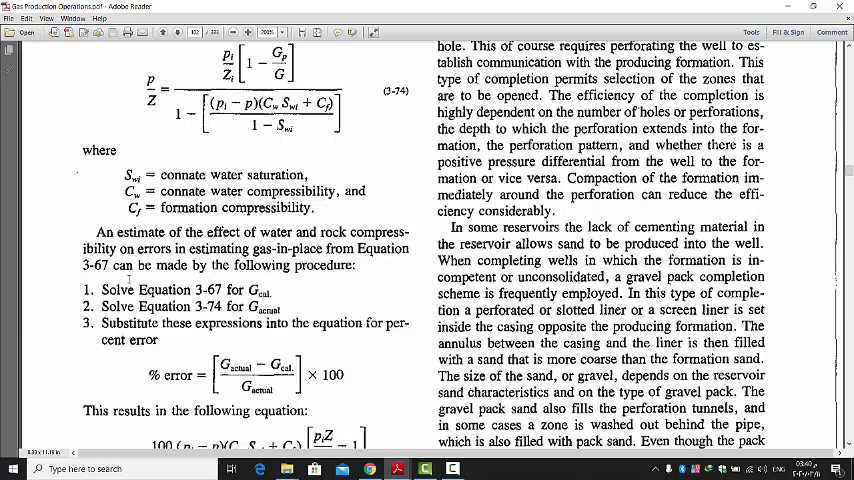 Gas Production Operations.pdf - Adobe Reader
File Edit View Window Help
Open 102 / 393 200% Tools Fill & Sign Comment
p/Z = (p_i/Z_i [1 − G_p/G]) / (1 − [(p_i − p)(C_w S_wi + C_f) / (1 − S_wi)]) (3-74)
where
S_wi = connate water saturation,
C_w = connate water compressibility, and
C_f = formation compressibility.
An estimate of the effect of water and rock compress-
ibility on errors in estimating gas-in-place from Equation
3-67 can be made by the following procedure:
1. Solve Equation 3-67 for G_cal.
2. Solve Equation 3-74 for G_actual
3. Substitute these expressions into the equation for per-
cent error
% error = [(G_actual − G_cal.) / G_actual] × 100
This results in the following equation:
100 (p_i − p)(C_w S_wi + C_f) [p_i Z − 1]
hole. This of course requires perforating the well to es-
tablish communication with the producing formation. This
type of completion permits selection of the zones that
are to be opened. The efficiency of the completion is
highly dependent on the number of holes or perforations,
the depth to which the perforation extends into the for-
mation, the perforation pattern, and whether there is a
positive pressure differential from the well to the for-
mation or vice versa. Compaction of the formation im-
mediately around the perforation can reduce the effi-
ciency considerably.
In some reservoirs the lack of cementing material in
the reservoir allows sand to be produced into the well.
When completing wells in which the formation is in-
competent or unconsolidated, a gravel pack completion
scheme is frequently employed. In this type of comple-
tion a perforated or slotted liner or a screen liner is set
inside the casing opposite the producing formation. The
annulus between the casing and the liner is then filled
with a sand that is more coarse than the formation sand.
The size of the sand, or gravel, depends on the reservoir
sand characteristics and on the type of gravel pack. The
gravel pack sand also fills the perforation tunnels, and
in some cases a zone is washed out behind the pipe,
which is also filled with pack sand. Even though the pack
8.39 x 11.19 in
Type here to search
ENG